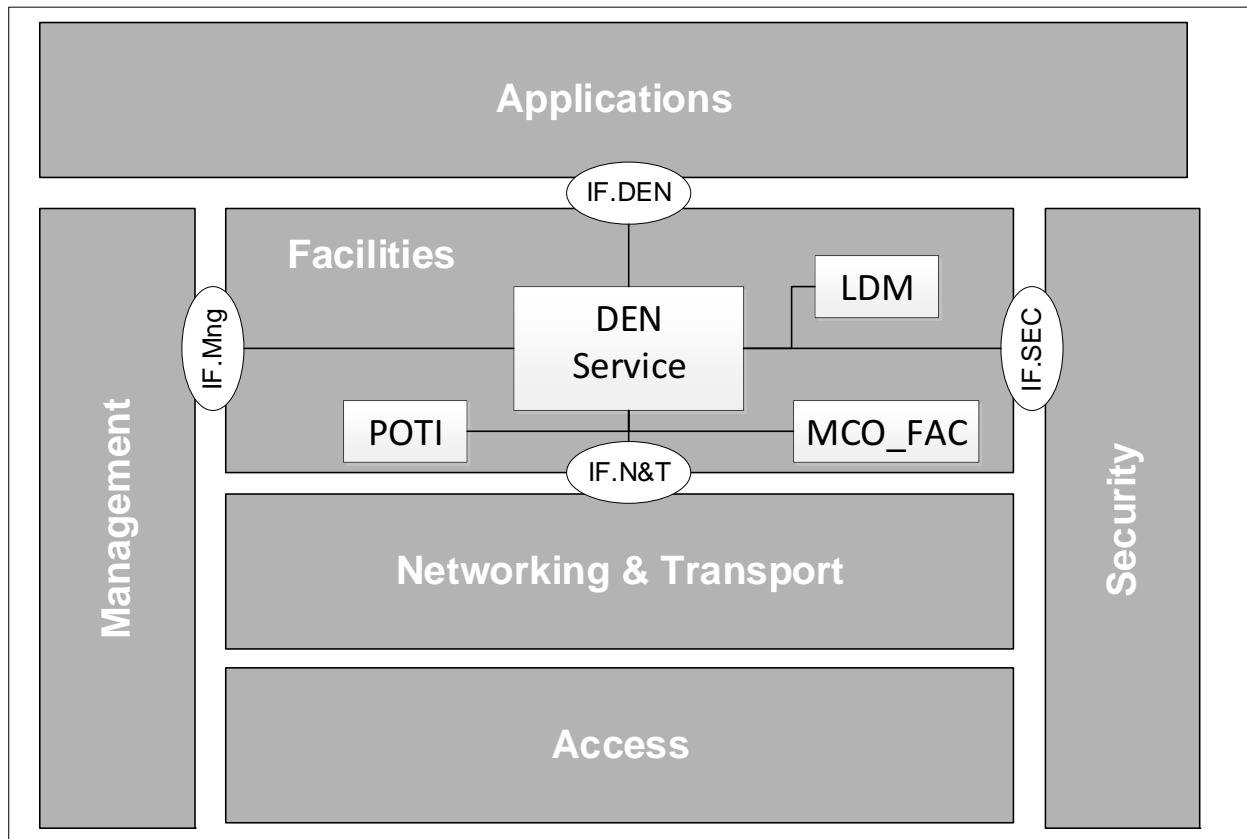 Applications
IF.DEN
Facilities
LDM
DEN
Service
IF.Mng
IF.SEC
POTI
MCO_FAC
IF.N&T
Management
Security
Networking & Transport
Access